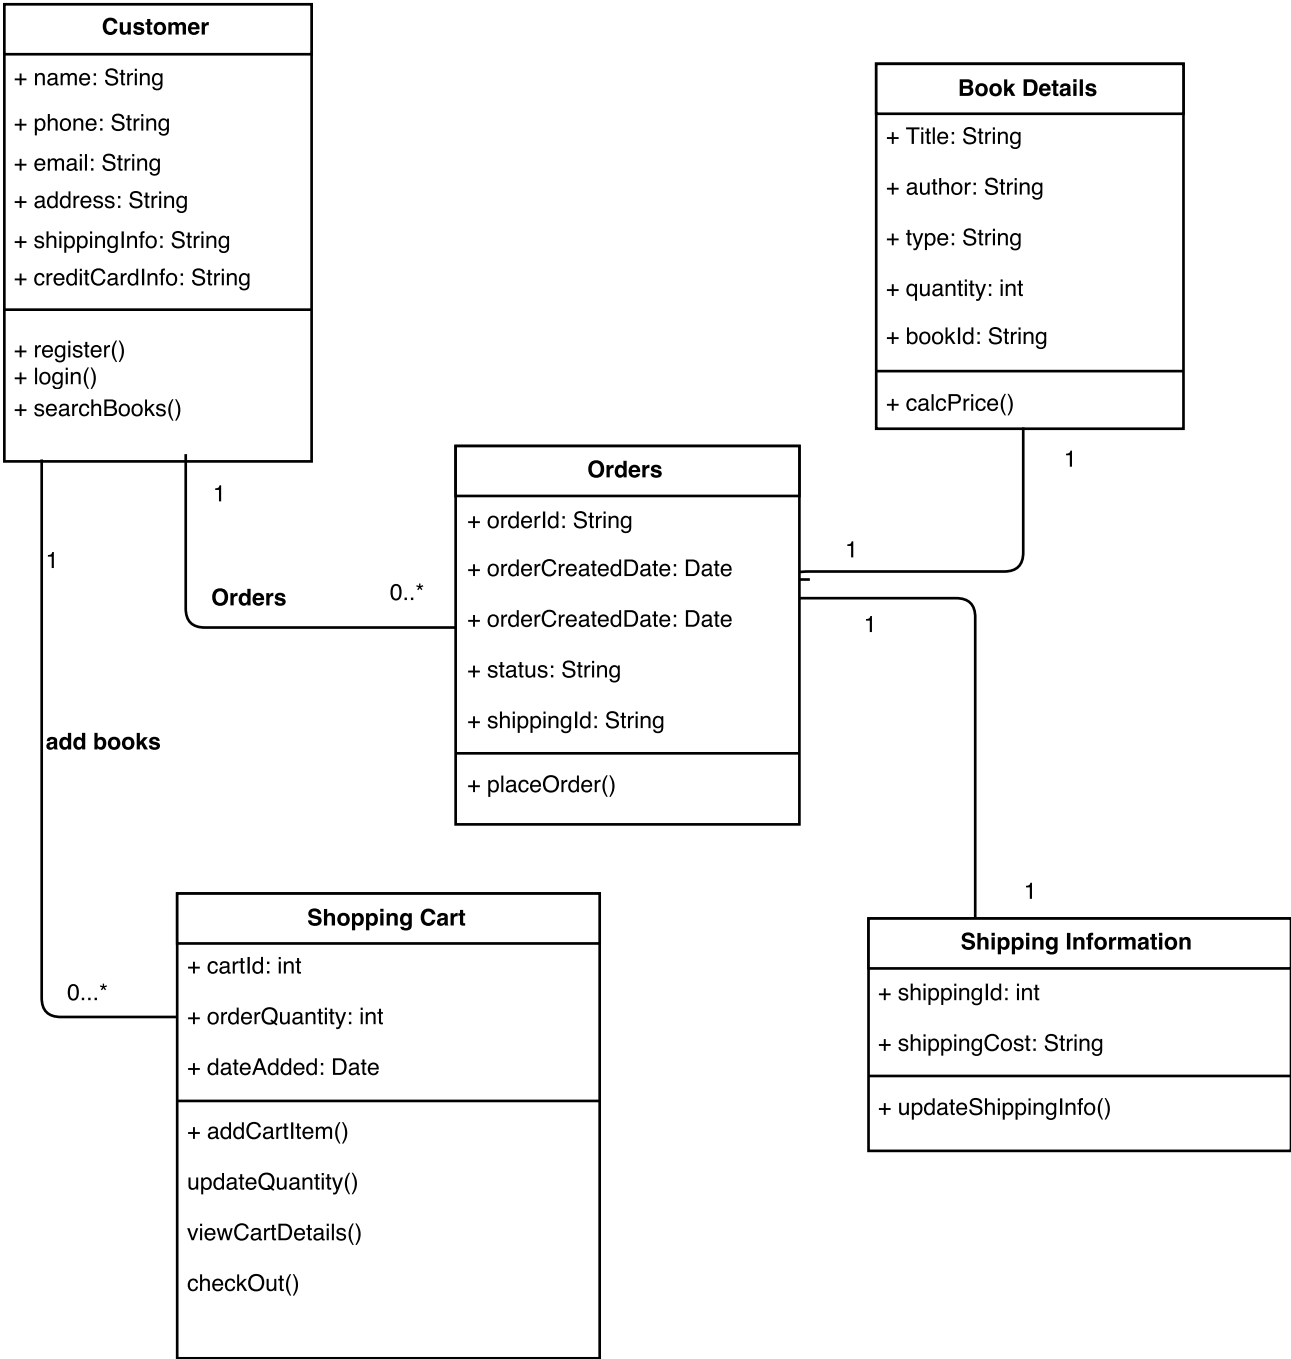 Customer
+ name: String
+ phone: String
+ email: String
+ address: String
+ shippingInfo: String
+ creditCardInfo: String
+ register()
+ login()
+ searchBooks()
Book Details
+ Title: String
+ author: String
+ type: String
+ quantity: int
+ bookId: String
+ calcPrice()
1
1
1
Orders
0..*
Orders
+ orderId: String
+ orderCreatedDate: Date
+ orderCreatedDate: Date
+ status: String
+ shippingId: String
+ placeOrder()
1
1
1
add books
0...*
Shopping Cart
+ cartId: int
+ orderQuantity: int
+ dateAdded: Date
+ addCartItem()
updateQuantity()
viewCartDetails()
checkOut()
Shipping Information
+ shippingId: int
+ shippingCost: String
+ updateShippingInfo()